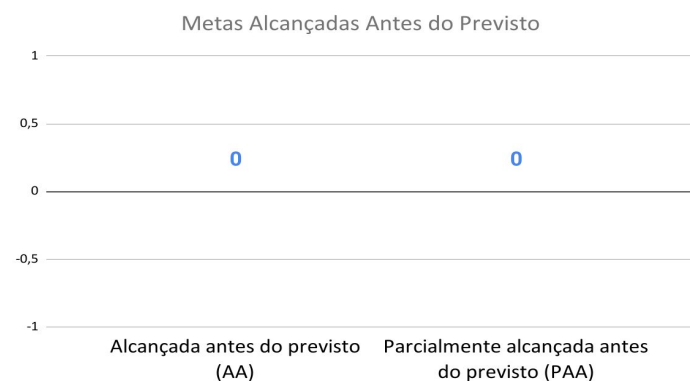 Metas Alcançadas Antes do Previsto
1
0,5
0 0
0
-0,5
-1
Alcançada antes do previsto Parcialmente alcançada antes
(AA) do previsto (PAA)